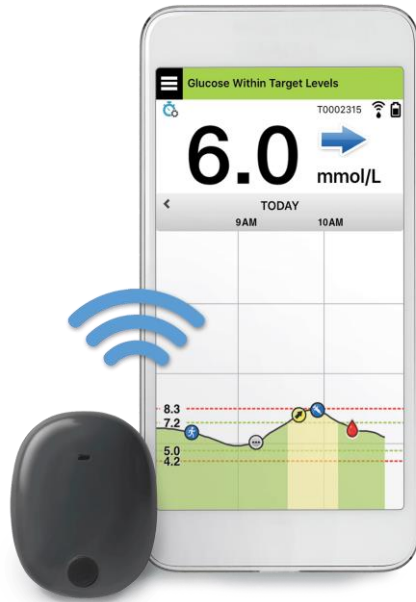 Glucose Within Target Levels
T0002315
6.0
mmol/L
TODAY
9AM 10AM
8.3
7.2
5.0
4.2